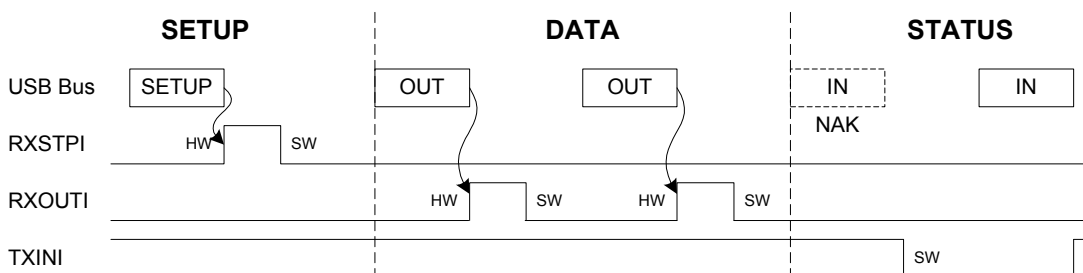 SETUP DATA STATUS
USB Bus SETUP OUT OUT IN IN
NAK
RXSTPI HW SW
RXOUTI HW SW HW SW
TXINI SW